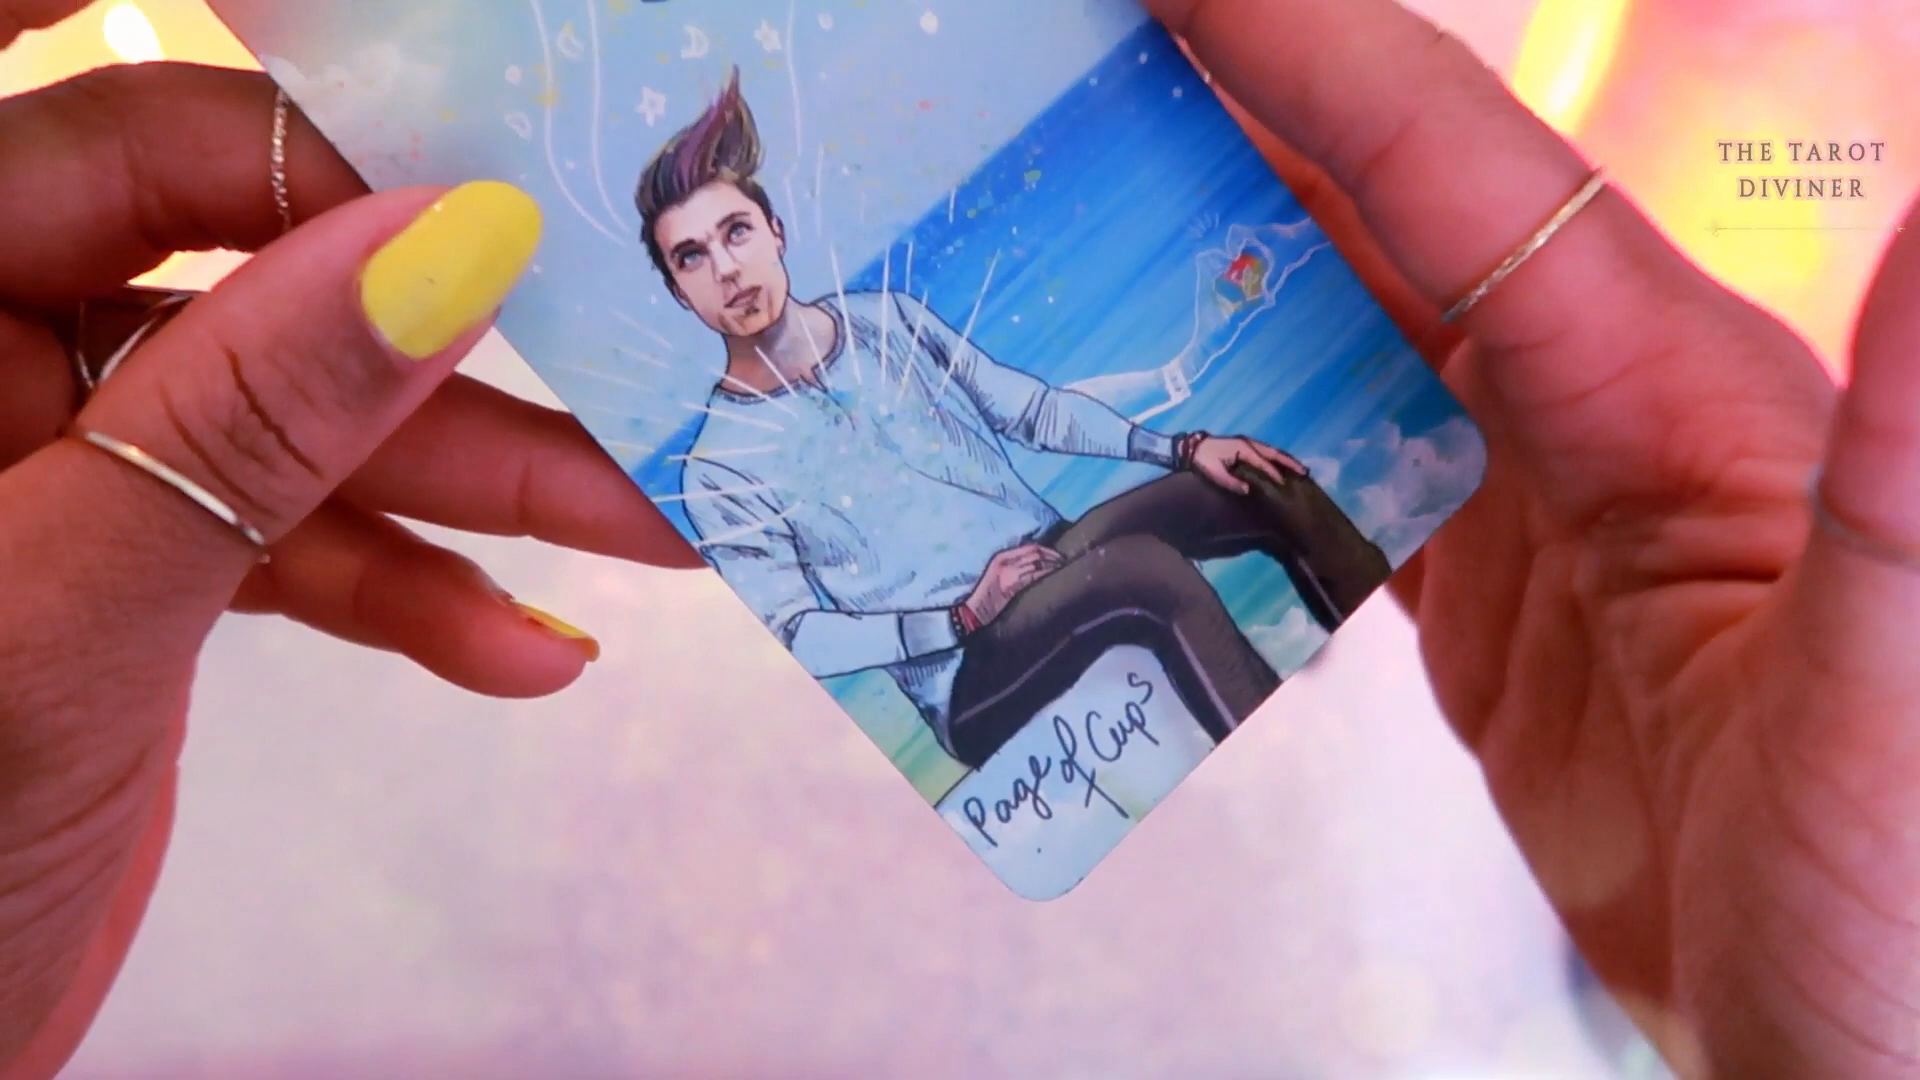 THE TAROT
DIVINER
Page of Cups